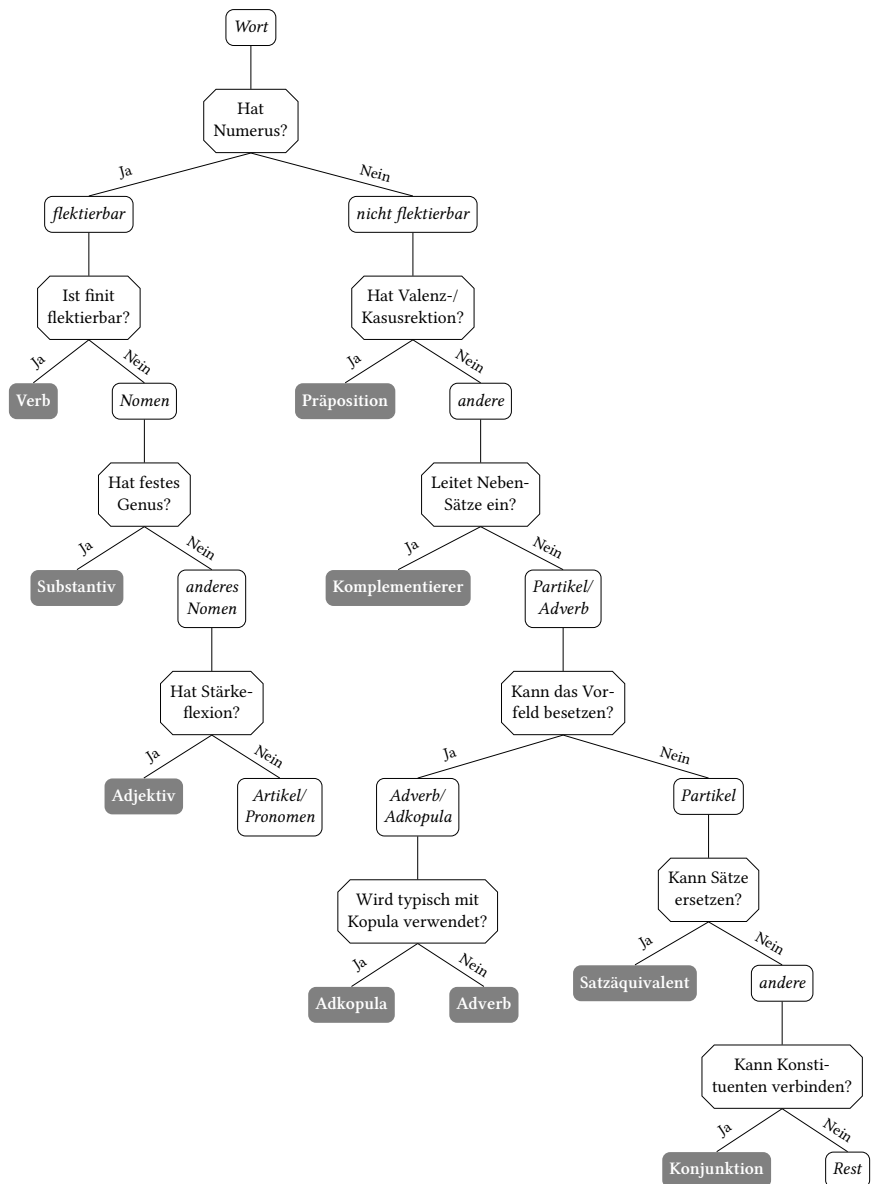 Wort
Hat
Numerus?
Ja
Nein
flektierbar
nicht flektierbar
Ist finit
flektierbar?
Hat Valenz-/
Kasusrektion?
Ja
Nein
Ja
Nein
Verb
Nomen
Präposition
andere
Hat festes
Genus?
Leitet Neben-
Sätze ein?
Ja
Nein
Ja
Nein
Substantiv
anderes
Nomen
Komplementierer
Partikel/
Adverb
Hat Stärke-
flexion?
Kann das Vor-
feld besetzen?
Ja
Nein
Ja
Nein
Adjektiv
Artikel/
Pronomen
Adverb/
Adkopula
Partikel
Wird typisch mit
Kopula verwendet?
Kann Sätze
ersetzen?
Ja
Nein
Ja
Nein
Adkopula
Adverb
Satzäquivalent
andere
Kann Konsti-
tuenten verbinden?
Ja
Nein
Konjunktion
Rest